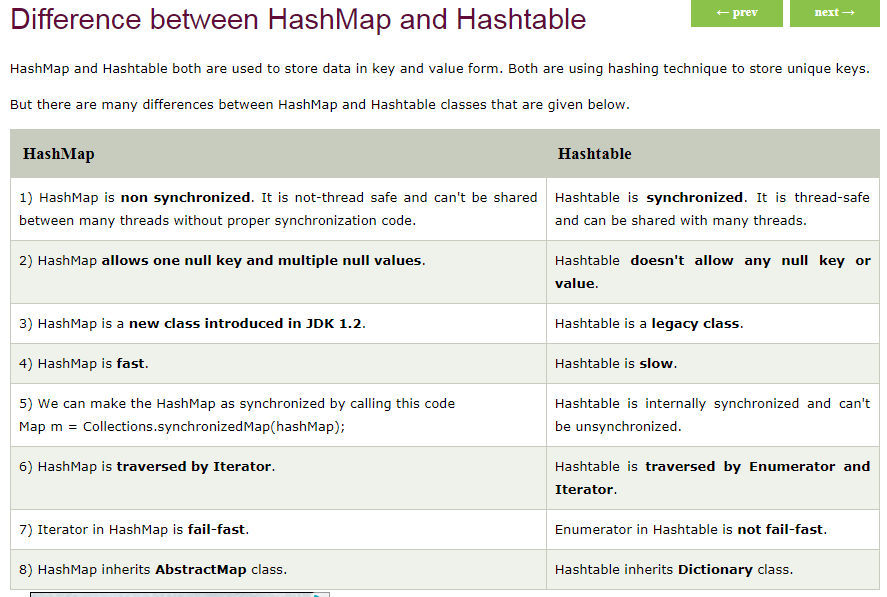 Difference between HashMap and Hashtable
← prev
next →
HashMap and Hashtable both are used to store data in key and value form. Both are using hashing technique to store unique keys.
But there are many differences between HashMap and Hashtable classes that are given below.
HashMap
Hashtable
1) HashMap is non synchronized. It is not-thread safe and can't be shared
between many threads without proper synchronization code.
Hashtable is synchronized. It is thread-safe
and can be shared with many threads.
2) HashMap allows one null key and multiple null values.
Hashtable doesn't allow any null key or
value.
3) HashMap is a new class introduced in JDK 1.2.
Hashtable is a legacy class.
4) HashMap is fast.
Hashtable is slow.
5) We can make the HashMap as synchronized by calling this code
Map m = Collections.synchronizedMap(hashMap);
Hashtable is internally synchronized and can't
be unsynchronized.
6) HashMap is traversed by Iterator.
Hashtable is traversed by Enumerator and
Iterator.
7) Iterator in HashMap is fail-fast.
Enumerator in Hashtable is not fail-fast.
8) HashMap inherits AbstractMap class.
Hashtable inherits Dictionary class.